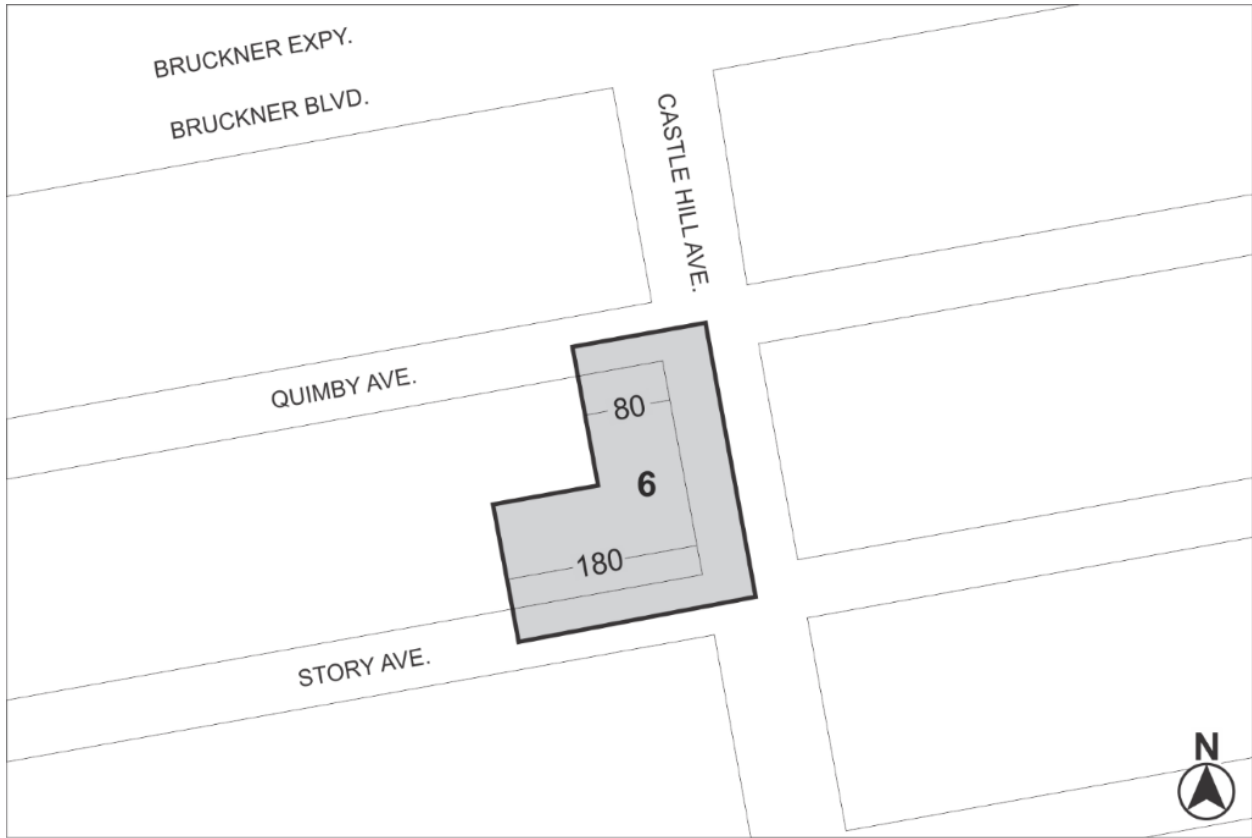 BRUCKNER EXPY.
BRUCKNER BLVD.
CASTLE HILL AVE.
QUIMBY AVE.
80
6
180
STORY AVE.
N